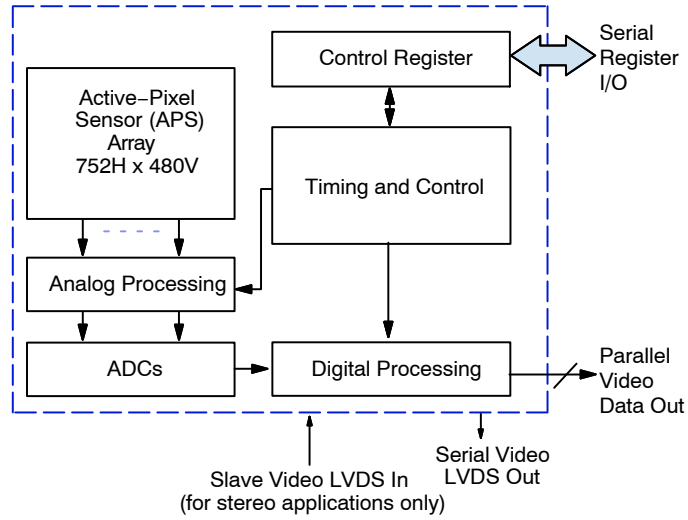 Control Register
Serial
Register
I/O
Active−Pixel
Sensor (APS)
Array
752H x 480V
Timing and Control
Analog Processing
ADCs
Digital Processing
Parallel
Video
Data Out
Slave Video LVDS In
(for stereo applications only)
Serial Video
LVDS Out